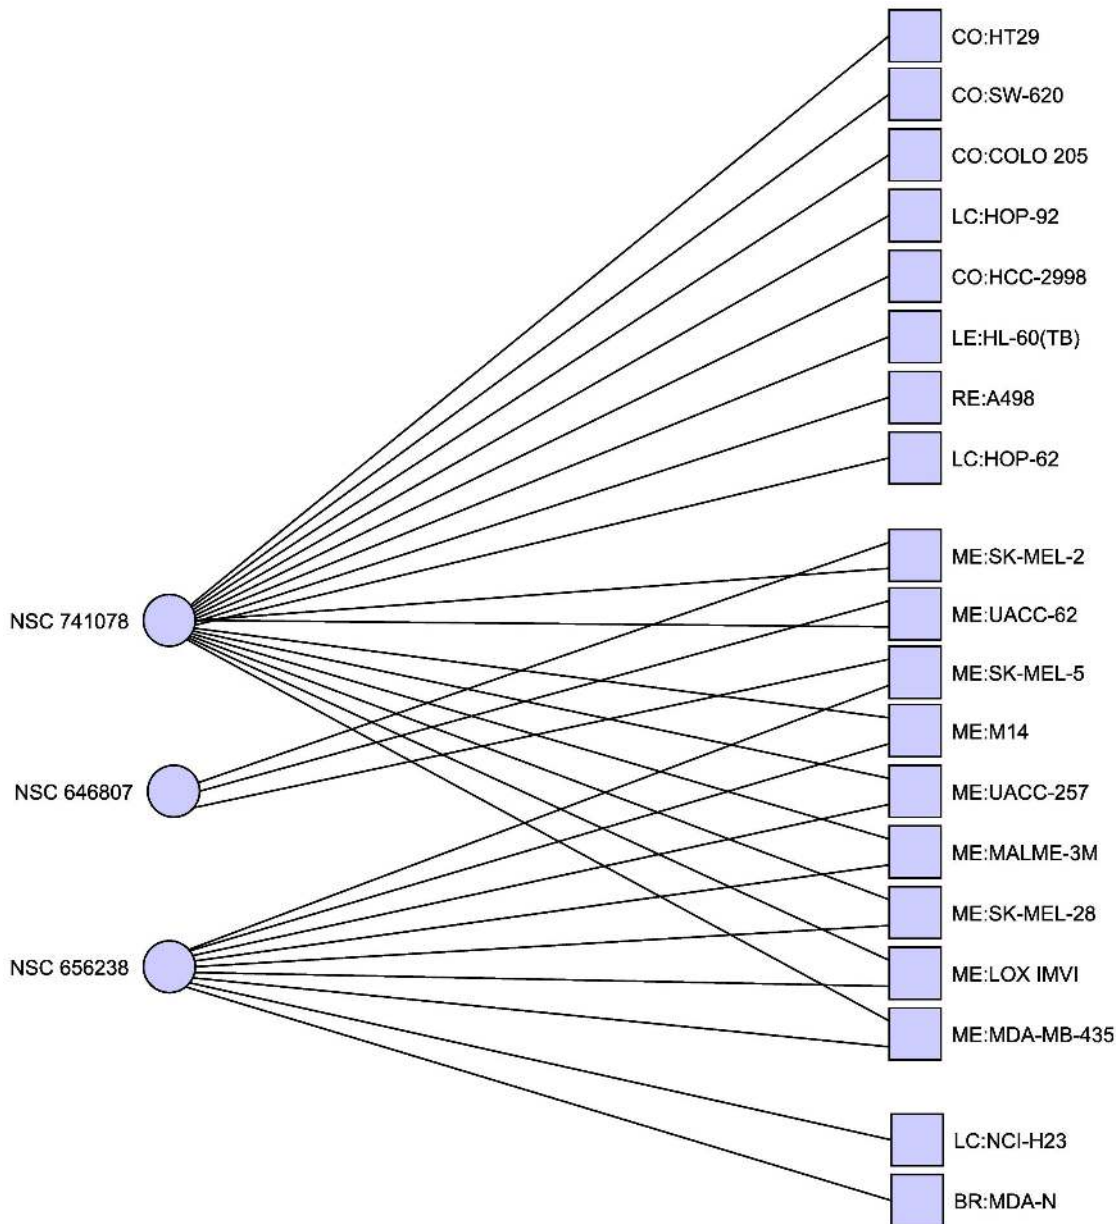 CO:HT29
CO:SW-620
CO:COLO 205
LC:HOP-92
CO:HCC-2998
LE:HL-60(TB)
RE:A498
LC:HOP-62
ME:SK-MEL-2
NSC 741078
ME:UACC-62
ME:SK-MEL-5
ME:M14
NSC 646807
ME:UACC-257
ME:MALME-3M
ME:SK-MEL-28
NSC 656238
ME:LOX IMVI
ME:MDA-MB-435
LC:NCI-H23
BR:MDA-N